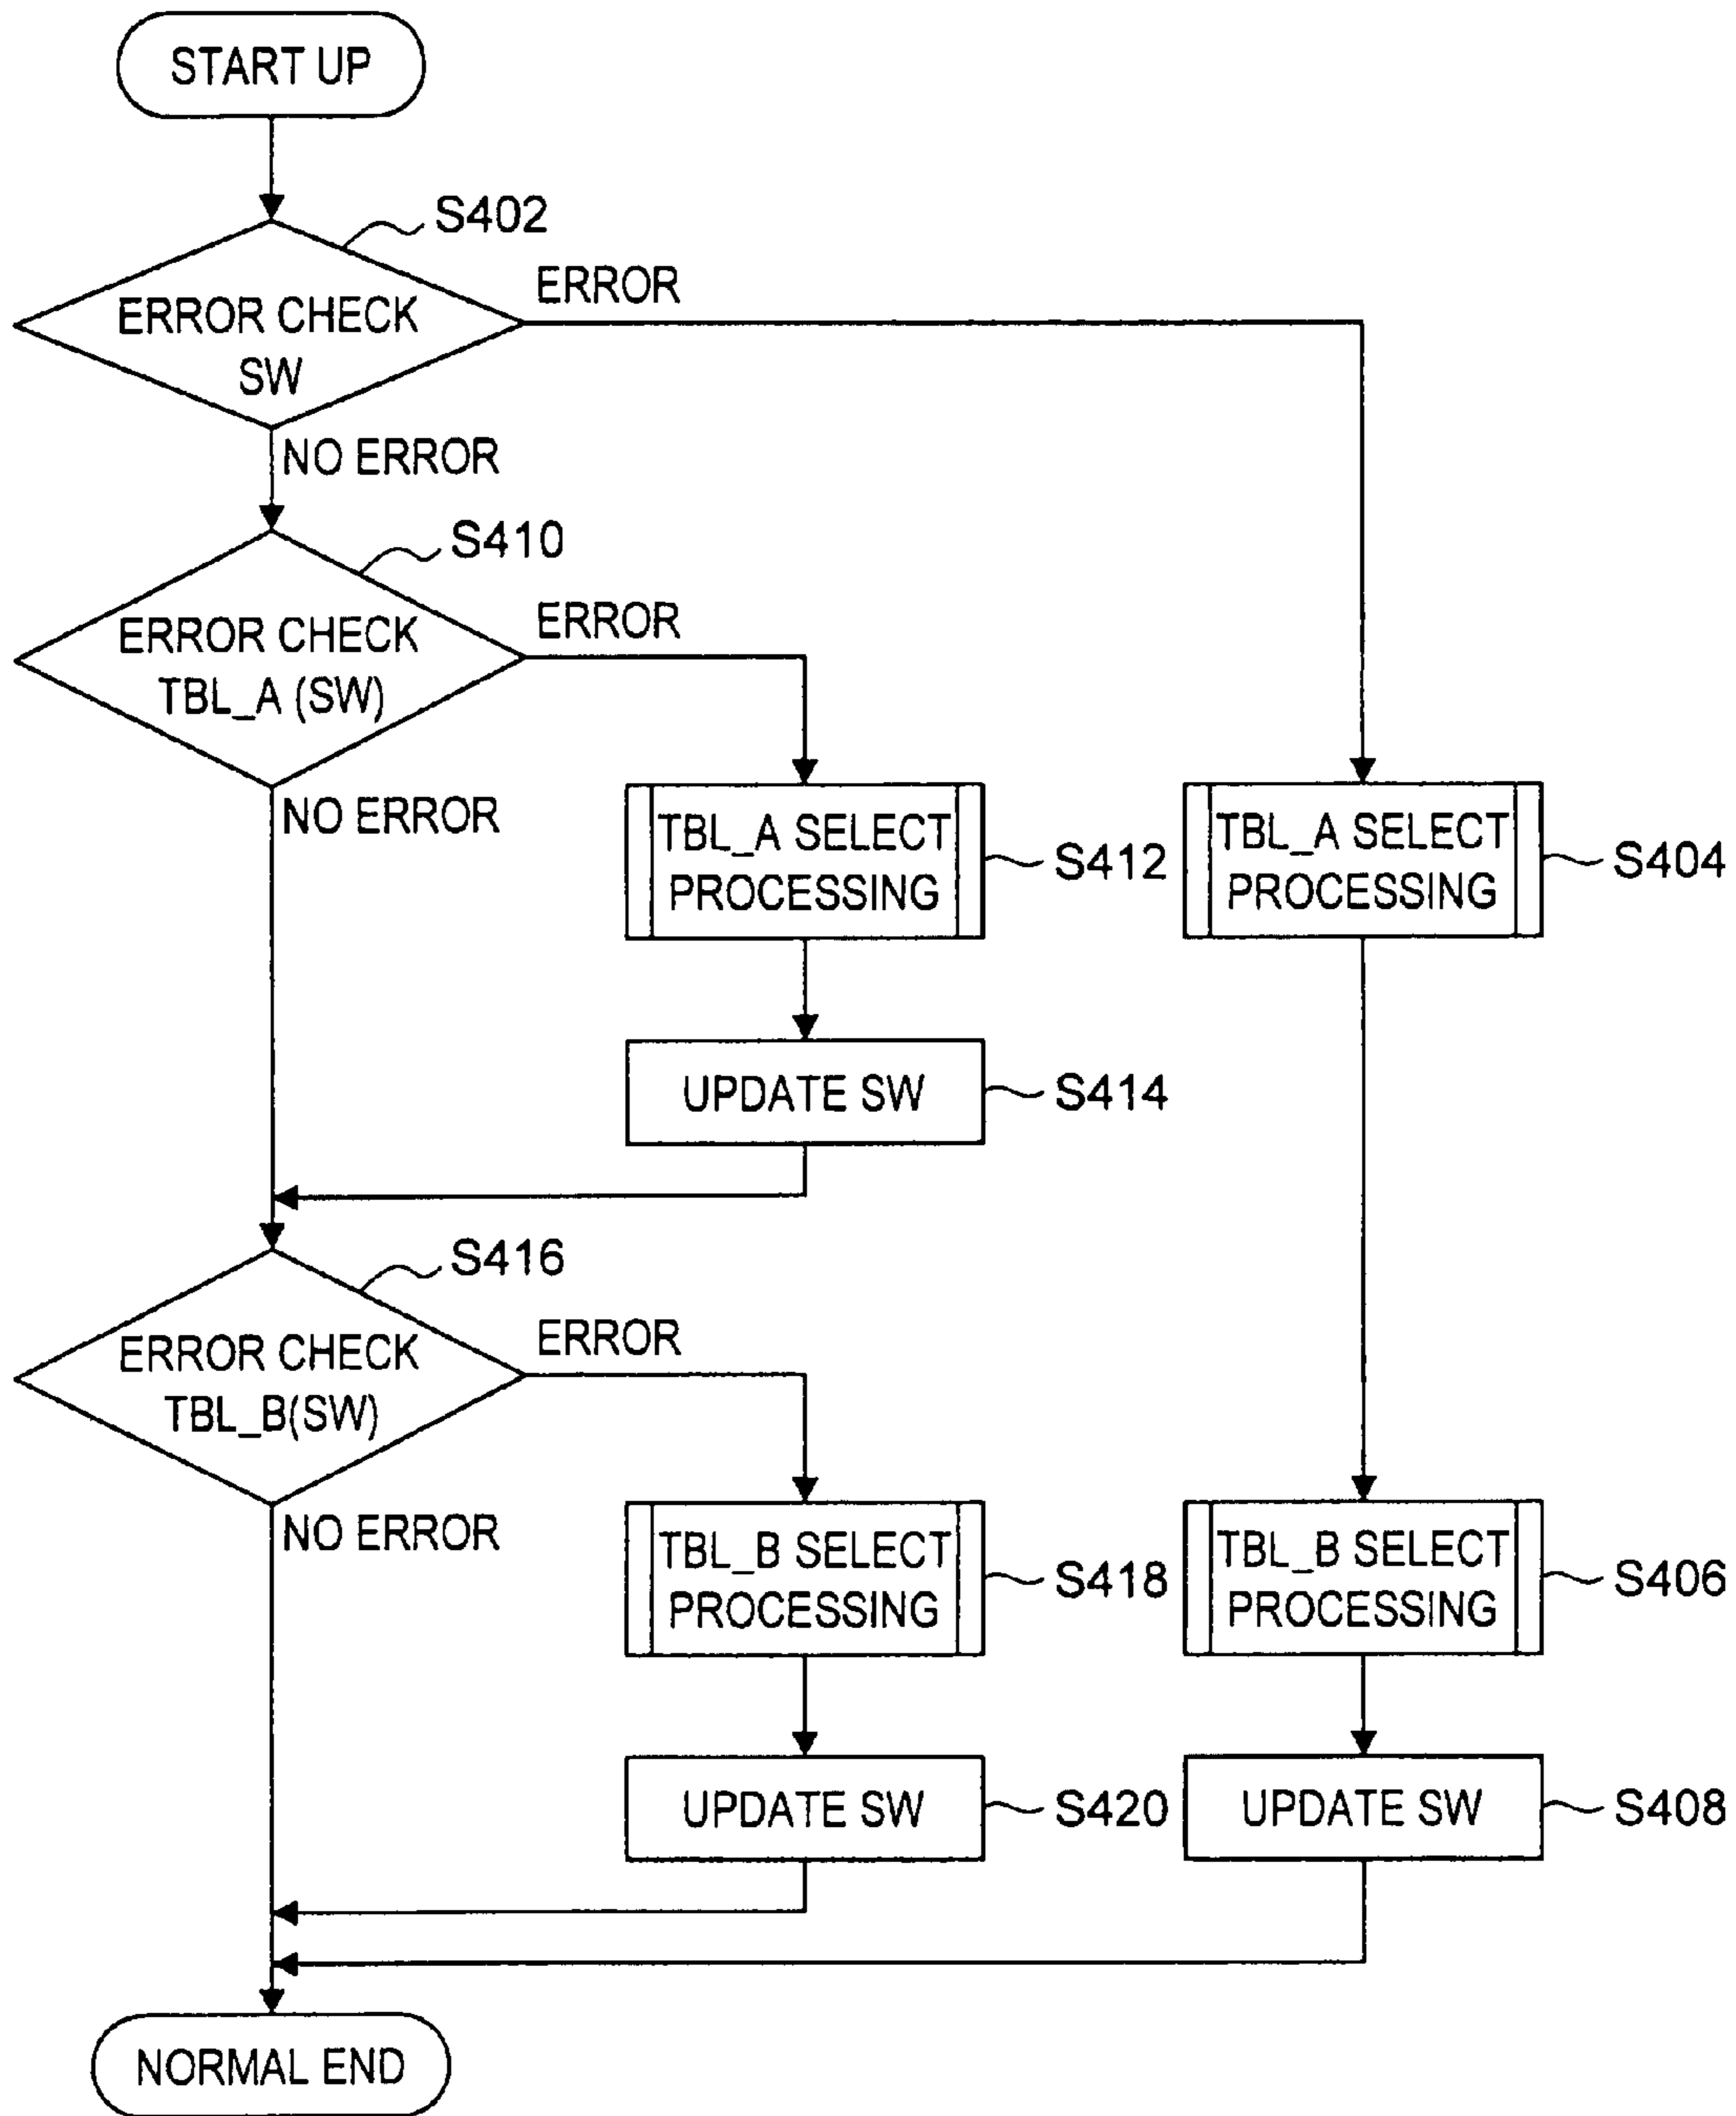 START UP
S402
ERROR CHECK
SW
ERROR
NO ERROR
S410
ERROR CHECK
TBL_A (SW)
ERROR
NO ERROR
TBL_A SELECT
PROCESSING
S412
TBL_A SELECT
PROCESSING
S404
UPDATE SW
S414
S416
ERROR CHECK
TBL_B(SW)
ERROR
NO ERROR
TBL_B SELECT
PROCESSING
S418
TBL_B SELECT
PROCESSING
S406
UPDATE SW
S420
UPDATE SW
S408
NORMAL END